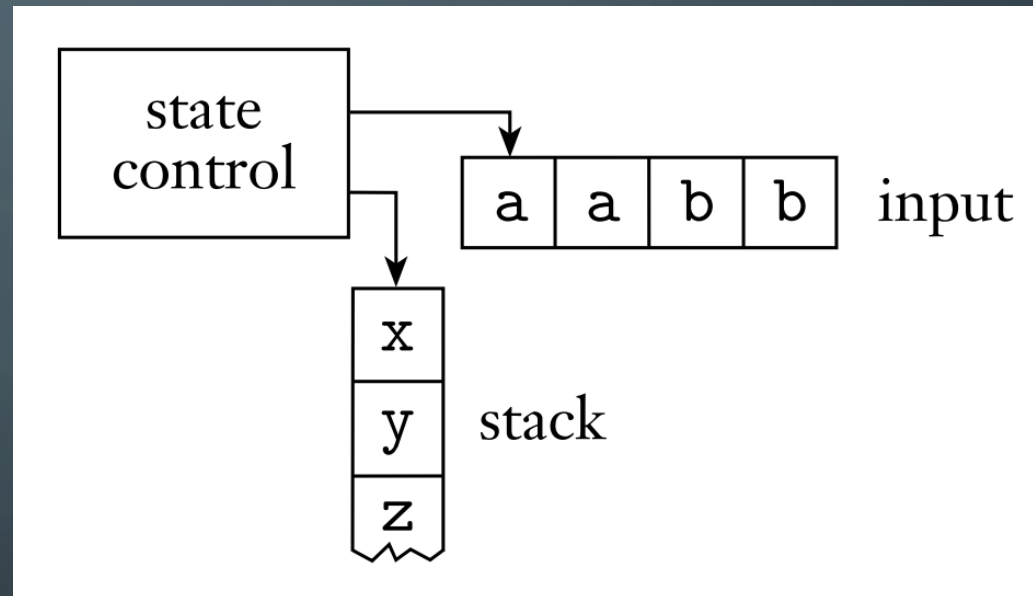 state
control
a a b b input
x
y stack
z